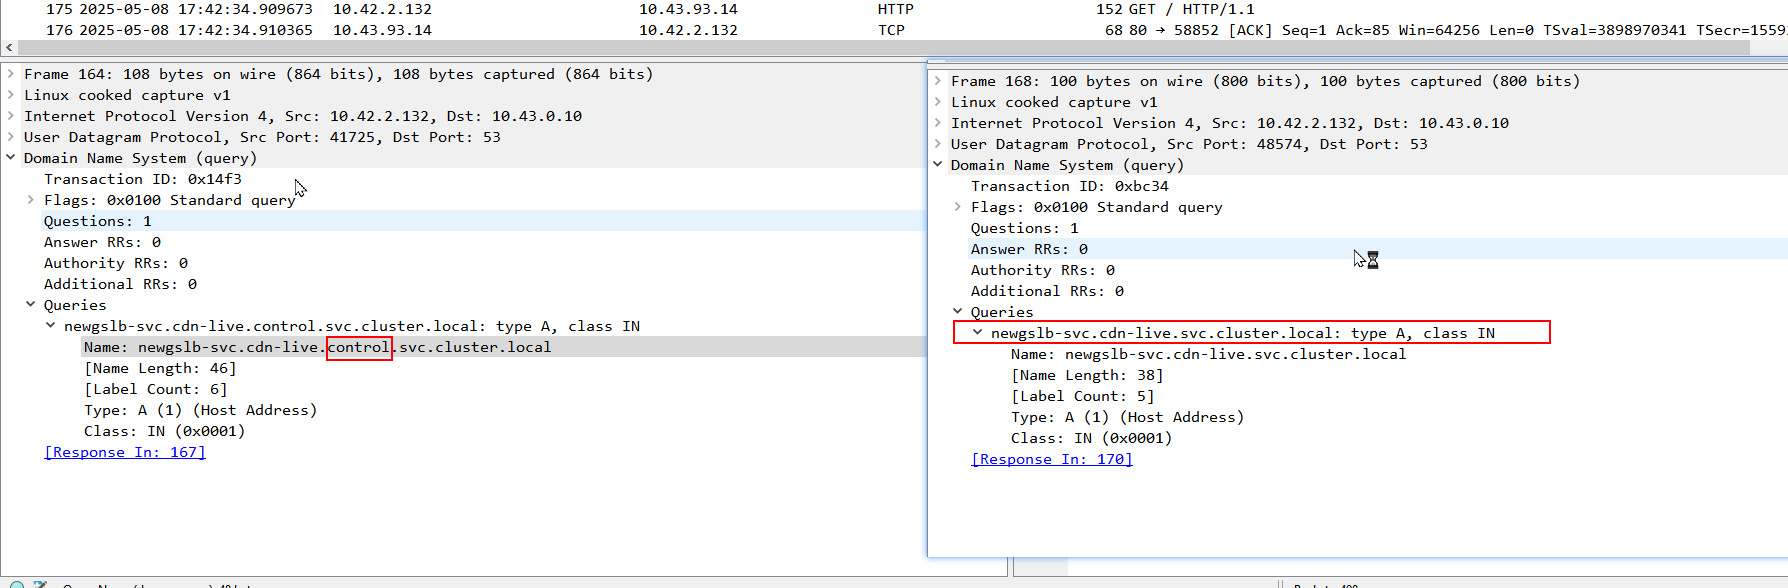 175 2025-05-08 17:42:34.909673 10.42.2.132 10.43.93.14 HTTP 152 GET / HTTP/1.1
176 2025-05-08 17:42:34.910365 10.43.93.14 10.42.2.132 TCP 68 80 → 58852 [ACK] Seq=1 Ack=85 Win=64256 Len=0 TSval=3898970341 TSecr=1559
Frame 164: 108 bytes on wire (864 bits), 108 bytes captured (864 bits)
Linux cooked capture v1
Internet Protocol Version 4, Src: 10.42.2.132, Dst: 10.43.0.10
User Datagram Protocol, Src Port: 41725, Dst Port: 53
Domain Name System (query)
Transaction ID: 0x14f3
Flags: 0x0100 Standard query
Questions: 1
Answer RRs: 0
Authority RRs: 0
Additional RRs: 0
Queries
newgslb-svc.cdn-live.control.svc.cluster.local: type A, class IN
Name: newgslb-svc.cdn-live.control.svc.cluster.local
[Name Length: 46]
[Label Count: 6]
Type: A (1) (Host Address)
Class: IN (0x0001)
[Response In: 167]
Frame 168: 100 bytes on wire (800 bits), 100 bytes captured (800 bits)
Linux cooked capture v1
Internet Protocol Version 4, Src: 10.42.2.132, Dst: 10.43.0.10
User Datagram Protocol, Src Port: 48574, Dst Port: 53
Domain Name System (query)
Transaction ID: 0xbc34
Flags: 0x0100 Standard query
Questions: 1
Answer RRs: 0
Authority RRs: 0
Additional RRs: 0
Queries
newgslb-svc.cdn-live.svc.cluster.local: type A, class IN
Name: newgslb-svc.cdn-live.svc.cluster.local
[Name Length: 38]
[Label Count: 5]
Type: A (1) (Host Address)
Class: IN (0x0001)
[Response In: 170]